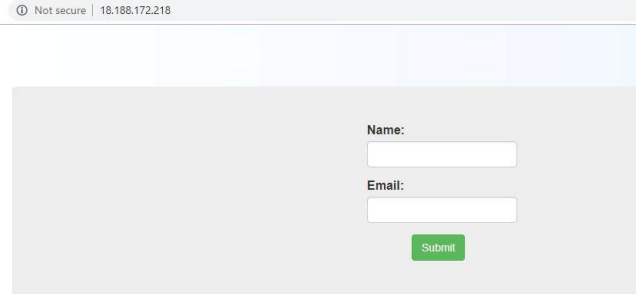 Not secure | 18.188.172.218
Name:
Email:
Submit